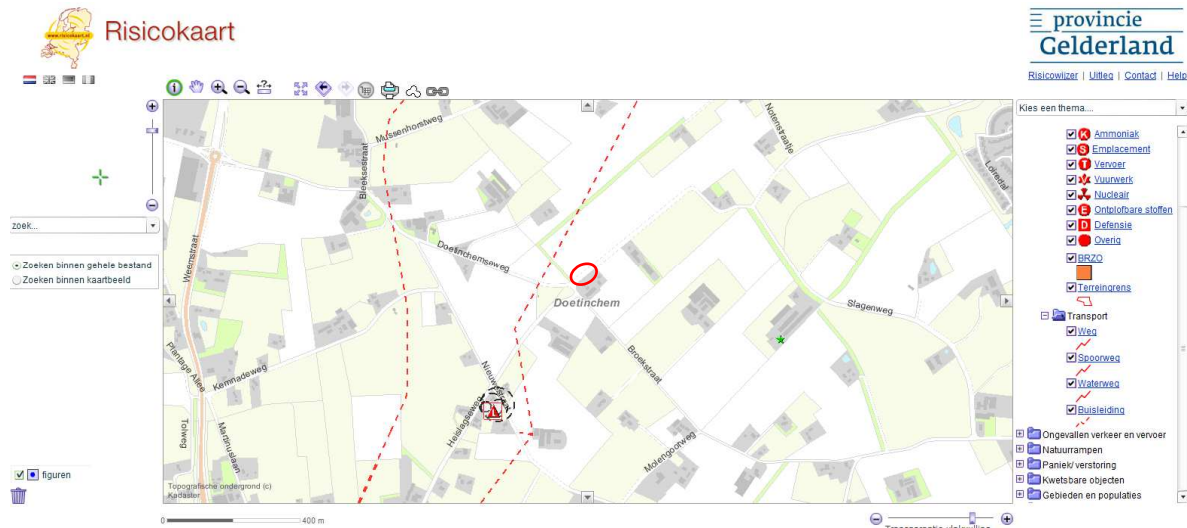 www.risicokaart.nl
Risicokaart
provincie
Gelderland
Risicowijzer | Uitleg | Contact | Help
zoek...
Zoeken binnen gehele bestand
Zoeken binnen kaartbeeld
figuren
Mussenhorstweg
Bleeksestraat
Notenstraatje
Loiredal
Weemstraat
Doetinchemseweg
Doetinchem
Slagenweg
Plantage Allee
Kemnadeweg
Broekstraat
Heislagseweg
Tolweg
Martinuslaan
Molengoorweg
Topografische ondergrond (c)
Kadaster
0
400 m
Kies een thema....
K Ammoniak
S Emplacement
T Vervoer
Vuurwerk
Nucleair
E Ontplofbare stoffen
D Defensie
Overig
BRZO
Terreingrens
Transport
Weg
Spoorweg
Waterweg
Buisleiding
Ongevallen verkeer en vervoer
Natuurrampen
Paniek/ verstoring
Kwetsbare objecten
Gebieden en populaties